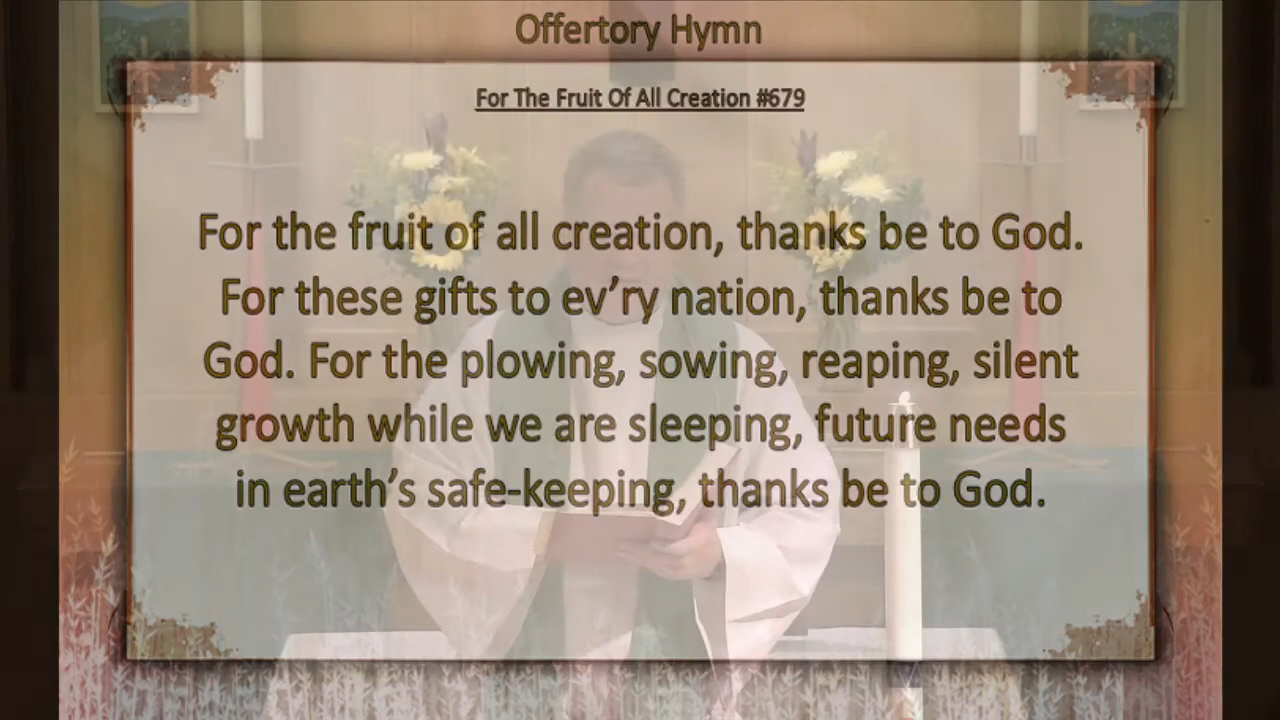 Offertory Hymn
For The Fruit Of All Creation #679
For the fruit of all creation, thanks be to God.
For these gifts to ev’ry nation, thanks be to
God. For the plowing, sowing, reaping, silent
growth while we are sleeping, future needs
in earth’s safe-keeping, thanks be to God.